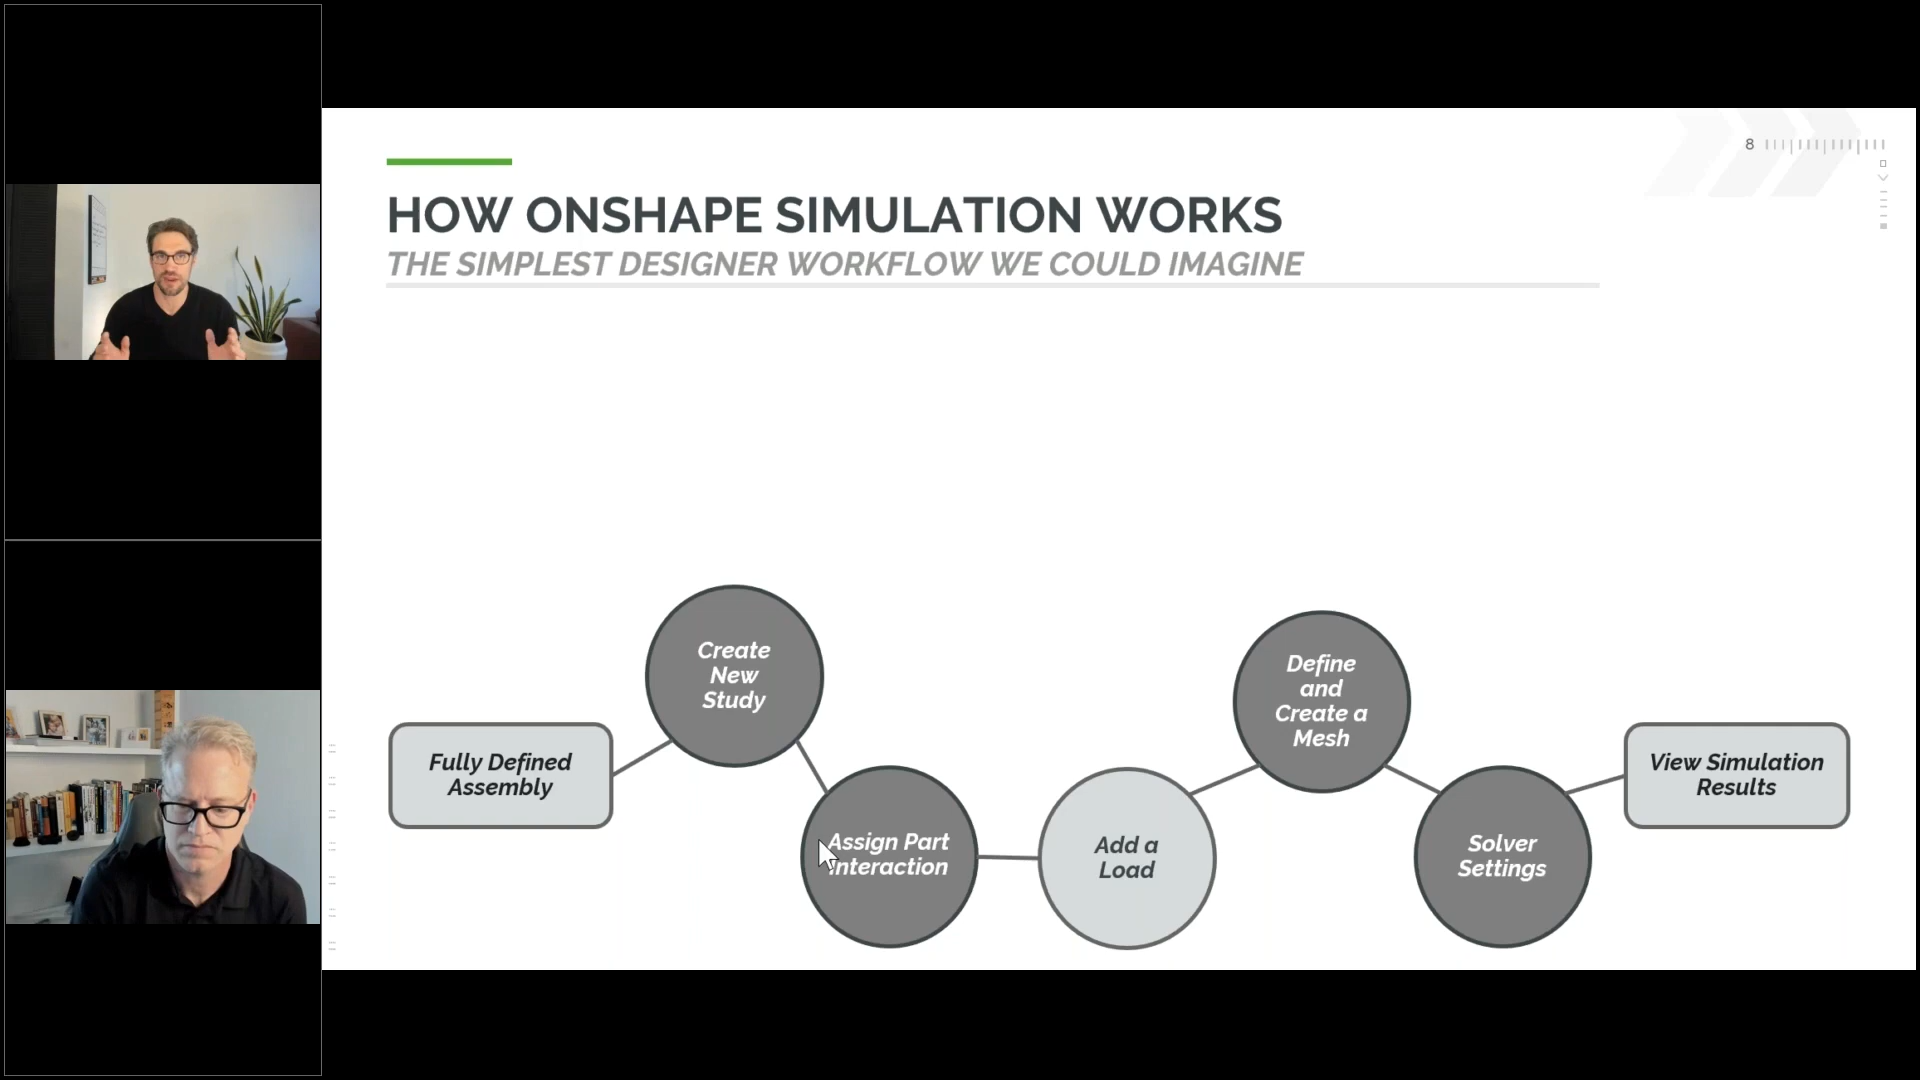 8
HOW ONSHAPE SIMULATION WORKS
THE SIMPLEST DESIGNER WORKFLOW WE COULD IMAGINE
Fully Defined
Assembly
Create
New
Study
Assign Part
Interaction
Add a
Load
Define
and
Create a
Mesh
Solver
Settings
View Simulation
Results